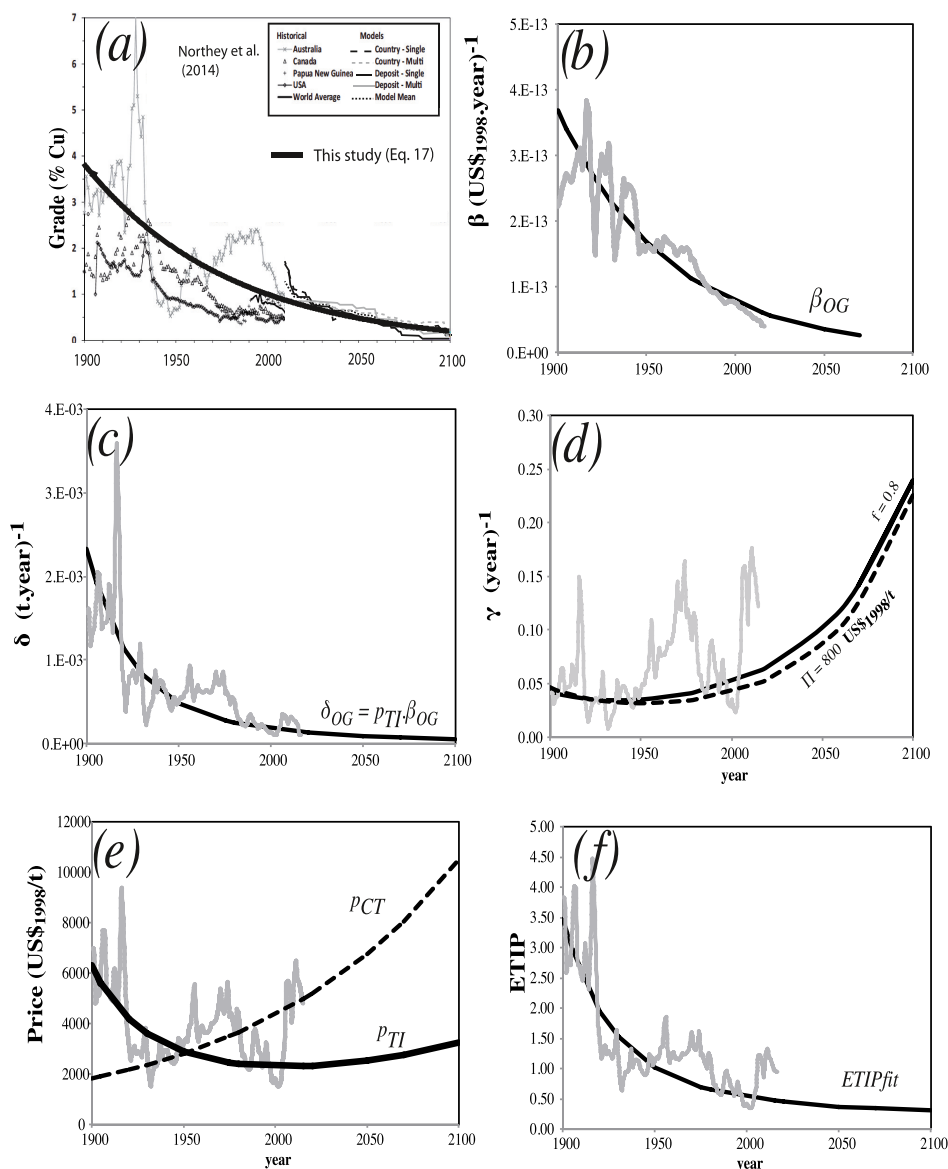 (a)
Northey et al.
(2014)
Historical
Models
Australia
Country - Single
Canada
Country - Multi
Papua New Guinea
Deposit - Single
USA
Deposit - Multi
World Average
Model Mean
This study (Eq. 17)
Grade (% Cu)
7
6
5
4
3
2
1
0
1900 1950 2000 2050 2100
(b)
β (US$1998.year)-1
5.E-13
4.E-13
3.E-13
2.E-13
1.E-13
0.E+00
βOG
1900 1950 2000 2050 2100
(c)
δ (t.year)-1
4.E-03
3.E-03
2.E-03
1.E-03
0.E+00
δOG = pTI.βOG
1900 1950 2000 2050 2100
(d)
γ (year)-1
0.30
0.25
0.20
0.15
0.10
0.05
0.00
f = 0.8
Π = 800 US$1998/t
1900 1950 2000 2050 2100
year
(e)
Price (US$1998/t)
12000
10000
8000
6000
4000
2000
0
pCT
pTI
1900 1950 2000 2050 2100
year
(f)
ETIP
5.00
4.50
4.00
3.50
3.00
2.50
2.00
1.50
1.00
0.50
0.00
ETIPfit
1900 1950 2000 2050 2100
year